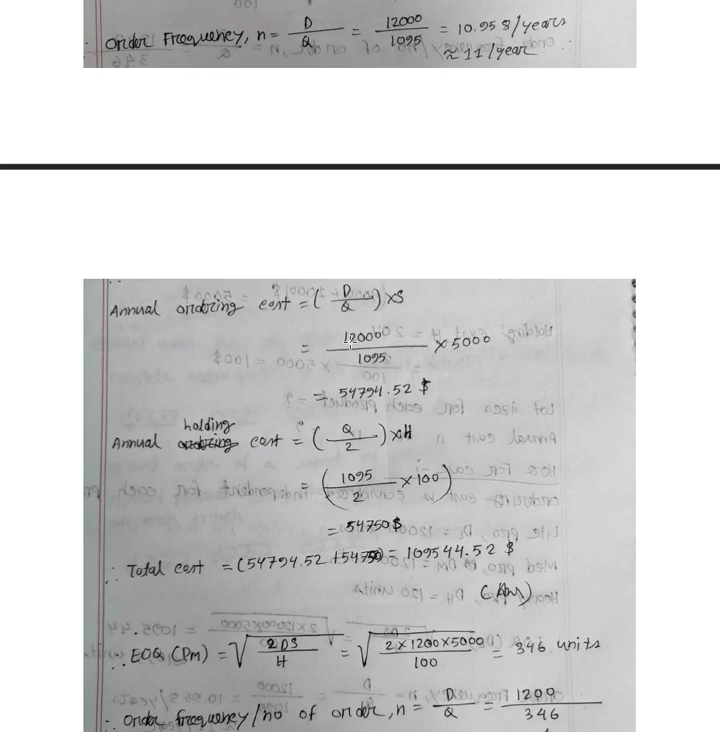 Order Frequency, n = D/Q = 12000/1095 = 10.958/years
≈ 11/year
Annual ordering cost = (D/Q) × S
= 12000/1095 × 5000
= 54794.52 $
Annual holding cost = (Q/2) × H
= (1095/2 × 100)
= 54750 $
∴ Total cost = (54794.52 + 54750) = 109544.52 $
(Ans)
∴ EOQ (Pm) = √(2DS/H) = √(2×1200×5000/100) = 346 units
∴ Order frequency/no of order, n = D/Q = 1200/346